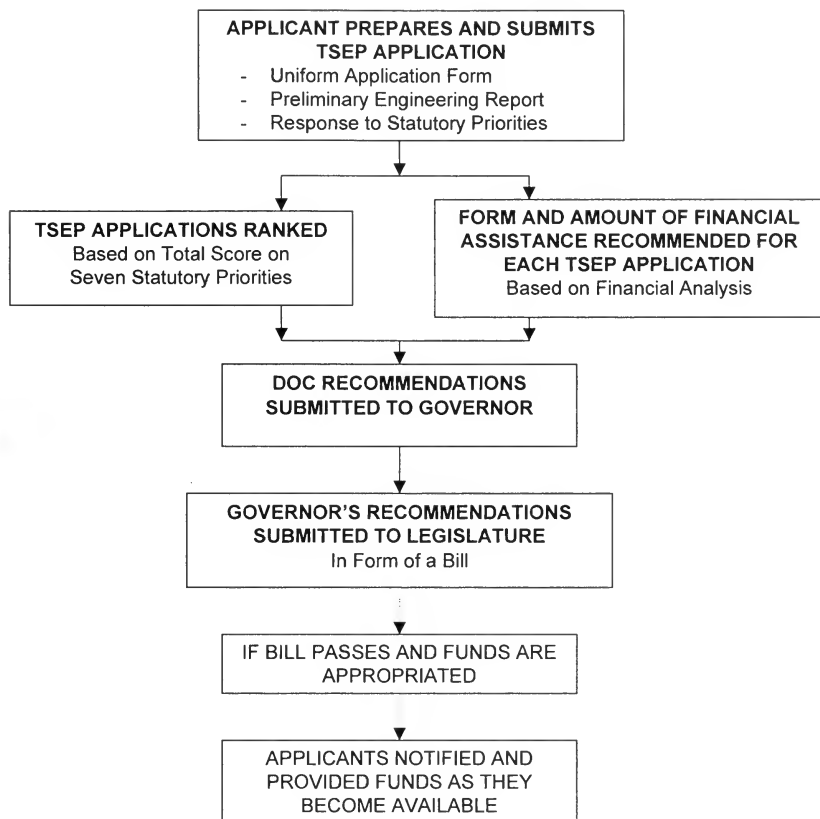 APPLICANT PREPARES AND SUBMITS
TSEP APPLICATION
- Uniform Application Form
- Preliminary Engineering Report
- Response to Statutory Priorities
TSEP APPLICATIONS RANKED
Based on Total Score on
Seven Statutory Priorities
FORM AND AMOUNT OF FINANCIAL
ASSISTANCE RECOMMENDED FOR
EACH TSEP APPLICATION
Based on Financial Analysis
DOC RECOMMENDATIONS
SUBMITTED TO GOVERNOR
GOVERNOR'S RECOMMENDATIONS
SUBMITTED TO LEGISLATURE
In Form of a Bill
IF BILL PASSES AND FUNDS ARE
APPROPRIATED
APPLICANTS NOTIFIED AND
PROVIDED FUNDS AS THEY
BECOME AVAILABLE